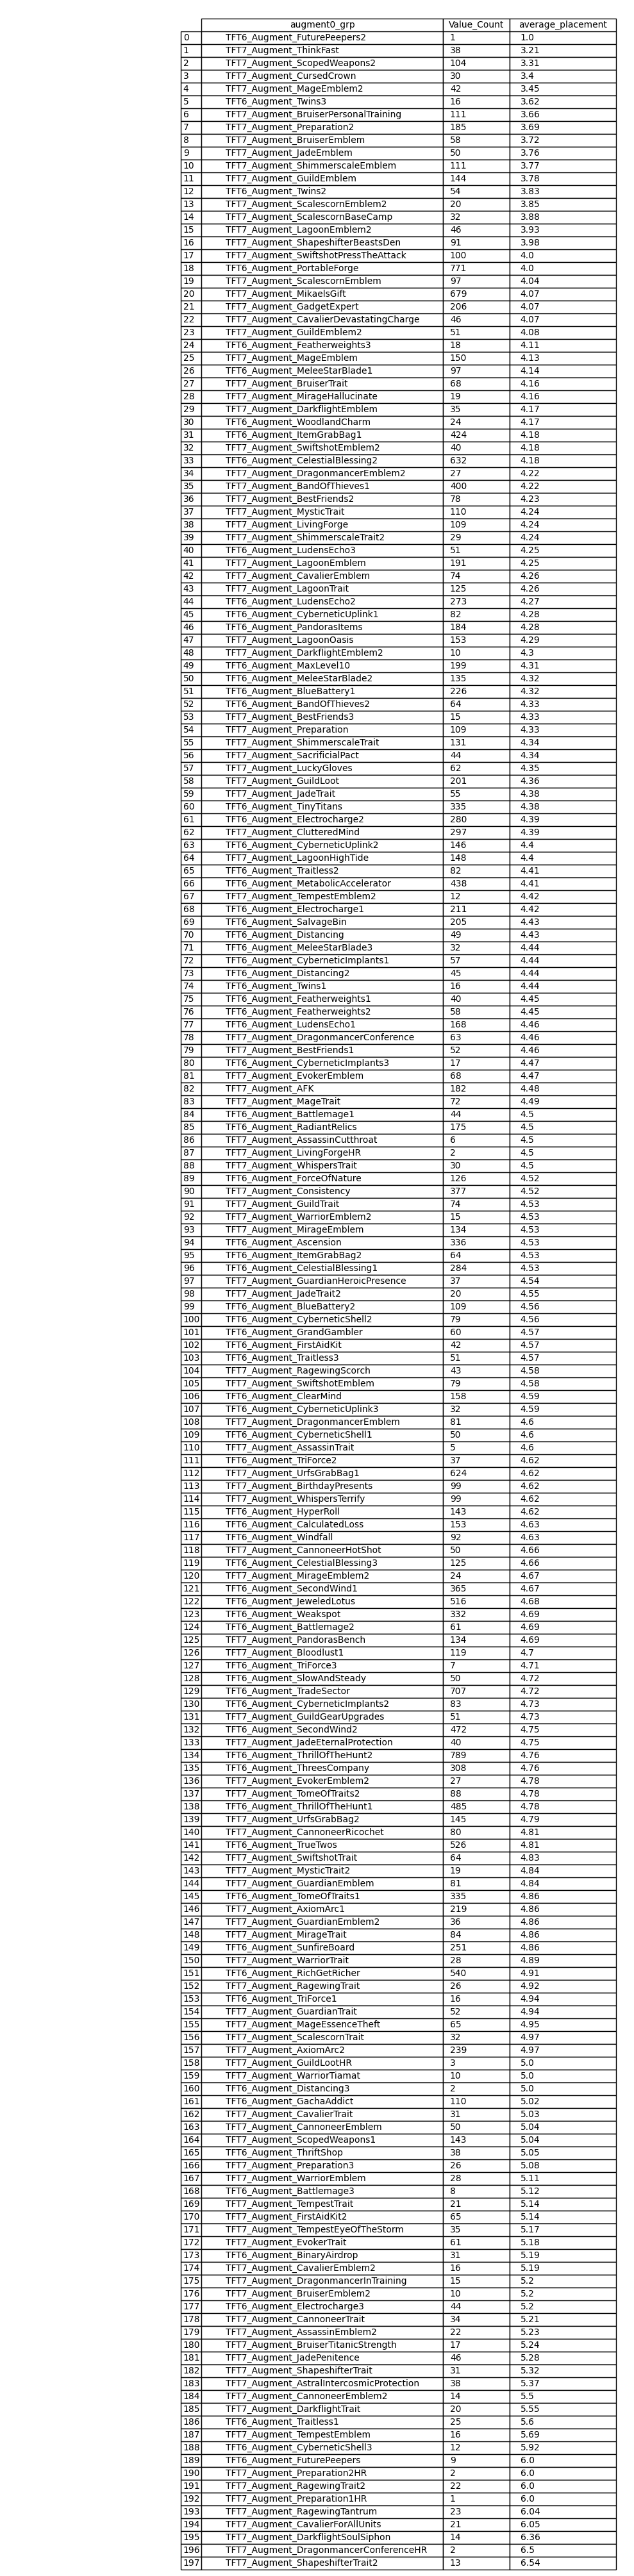 augment0_grp Value_Count average_placement
0 TFT6_Augment_FuturePeepers2 1 1.0
1 TFT7_Augment_ThinkFast 38 3.21
2 TFT7_Augment_ScopedWeapons2 104 3.31
3 TFT7_Augment_CursedCrown 30 3.4
4 TFT7_Augment_MageEmblem2 42 3.45
5 TFT6_Augment_Twins3 16 3.62
6 TFT7_Augment_BruiserPersonalTraining 111 3.66
7 TFT7_Augment_Preparation2 185 3.69
8 TFT7_Augment_BruiserEmblem 58 3.72
9 TFT7_Augment_JadeEmblem 50 3.76
10 TFT7_Augment_ShimmerscaleEmblem 111 3.77
11 TFT7_Augment_GuildEmblem 144 3.78
12 TFT6_Augment_Twins2 54 3.83
13 TFT7_Augment_ScalescornEmblem2 20 3.85
14 TFT7_Augment_ScalescornBaseCamp 32 3.88
15 TFT7_Augment_LagoonEmblem2 46 3.93
16 TFT7_Augment_ShapeshifterBeastsDen 91 3.98
17 TFT7_Augment_SwiftshotPressTheAttack 100 4.0
18 TFT6_Augment_PortableForge 771 4.0
19 TFT7_Augment_ScalescornEmblem 97 4.04
20 TFT7_Augment_MikaelsGift 679 4.07
21 TFT7_Augment_GadgetExpert 206 4.07
22 TFT7_Augment_CavalierDevastatingCharge 46 4.07
23 TFT7_Augment_GuildEmblem2 51 4.08
24 TFT6_Augment_Featherweights3 18 4.11
25 TFT7_Augment_MageEmblem 150 4.13
26 TFT6_Augment_MeleeStarBlade1 97 4.14
27 TFT7_Augment_BruiserTrait 68 4.16
28 TFT7_Augment_MirageHallucinate 19 4.16
29 TFT7_Augment_DarkflightEmblem 35 4.17
30 TFT6_Augment_WoodlandCharm 24 4.17
31 TFT6_Augment_ItemGrabBag1 424 4.18
32 TFT7_Augment_SwiftshotEmblem2 40 4.18
33 TFT6_Augment_CelestialBlessing2 632 4.18
34 TFT7_Augment_DragonmancerEmblem2 27 4.22
35 TFT7_Augment_BandOfThieves1 400 4.22
36 TFT7_Augment_BestFriends2 78 4.23
37 TFT7_Augment_MysticTrait 110 4.24
38 TFT7_Augment_LivingForge 109 4.24
39 TFT7_Augment_ShimmerscaleTrait2 29 4.24
40 TFT6_Augment_LudensEcho3 51 4.25
41 TFT7_Augment_LagoonEmblem 191 4.25
42 TFT7_Augment_CavalierEmblem 74 4.26
43 TFT7_Augment_LagoonTrait 125 4.26
44 TFT6_Augment_LudensEcho2 273 4.27
45 TFT6_Augment_CyberneticUplink1 82 4.28
46 TFT6_Augment_PandorasItems 184 4.28
47 TFT7_Augment_LagoonOasis 153 4.29
48 TFT7_Augment_DarkflightEmblem2 10 4.3
49 TFT6_Augment_MaxLevel10 199 4.31
50 TFT6_Augment_MeleeStarBlade2 135 4.32
51 TFT6_Augment_BlueBattery1 226 4.32
52 TFT6_Augment_BandOfThieves2 64 4.33
53 TFT7_Augment_BestFriends3 15 4.33
54 TFT7_Augment_Preparation 109 4.33
55 TFT7_Augment_ShimmerscaleTrait 131 4.34
56 TFT7_Augment_SacrificialPact 44 4.34
57 TFT7_Augment_LuckyGloves 62 4.35
58 TFT7_Augment_GuildLoot 201 4.36
59 TFT7_Augment_JadeTrait 55 4.38
60 TFT6_Augment_TinyTitans 335 4.38
61 TFT6_Augment_Electrocharge2 280 4.39
62 TFT7_Augment_ClutteredMind 297 4.39
63 TFT6_Augment_CyberneticUplink2 146 4.4
64 TFT7_Augment_LagoonHighTide 148 4.4
65 TFT6_Augment_Traitless2 82 4.41
66 TFT6_Augment_MetabolicAccelerator 438 4.41
67 TFT7_Augment_TempestEmblem2 12 4.42
68 TFT6_Augment_Electrocharge1 211 4.42
69 TFT6_Augment_SalvageBin 205 4.43
70 TFT6_Augment_Distancing 49 4.43
71 TFT6_Augment_MeleeStarBlade3 32 4.44
72 TFT6_Augment_CyberneticImplants1 57 4.44
73 TFT6_Augment_Distancing2 45 4.44
74 TFT6_Augment_Twins1 16 4.44
75 TFT6_Augment_Featherweights1 40 4.45
76 TFT6_Augment_Featherweights2 58 4.45
77 TFT6_Augment_LudensEcho1 168 4.46
78 TFT7_Augment_DragonmancerConference 63 4.46
79 TFT7_Augment_BestFriends1 52 4.46
80 TFT6_Augment_CyberneticImplants3 17 4.47
81 TFT7_Augment_EvokerEmblem 68 4.47
82 TFT7_Augment_AFK 182 4.48
83 TFT7_Augment_MageTrait 72 4.49
84 TFT6_Augment_Battlemage1 44 4.5
85 TFT6_Augment_RadiantRelics 175 4.5
86 TFT7_Augment_AssassinCutthroat 6 4.5
87 TFT7_Augment_LivingForgeHR 2 4.5
88 TFT7_Augment_WhispersTrait 30 4.5
89 TFT6_Augment_ForceOfNature 126 4.52
90 TFT7_Augment_Consistency 377 4.52
91 TFT7_Augment_GuildTrait 74 4.53
92 TFT7_Augment_WarriorEmblem2 15 4.53
93 TFT7_Augment_MirageEmblem 134 4.53
94 TFT6_Augment_Ascension 336 4.53
95 TFT6_Augment_ItemGrabBag2 64 4.53
96 TFT6_Augment_CelestialBlessing1 284 4.53
97 TFT7_Augment_GuardianHeroicPresence 37 4.54
98 TFT7_Augment_JadeTrait2 20 4.55
99 TFT6_Augment_BlueBattery2 109 4.56
100 TFT6_Augment_CyberneticShell2 79 4.56
101 TFT6_Augment_GrandGambler 60 4.57
102 TFT6_Augment_FirstAidKit 42 4.57
103 TFT6_Augment_Traitless3 51 4.57
104 TFT7_Augment_RagewingScorch 43 4.58
105 TFT7_Augment_SwiftshotEmblem 79 4.58
106 TFT6_Augment_ClearMind 158 4.59
107 TFT6_Augment_CyberneticUplink3 32 4.59
108 TFT7_Augment_DragonmancerEmblem 81 4.6
109 TFT6_Augment_CyberneticShell1 50 4.6
110 TFT7_Augment_AssassinTrait 5 4.6
111 TFT6_Augment_TriForce2 37 4.62
112 TFT7_Augment_UrfsGrabBag1 624 4.62
113 TFT7_Augment_BirthdayPresents 99 4.62
114 TFT7_Augment_WhispersTerrify 99 4.62
115 TFT6_Augment_HyperRoll 143 4.62
116 TFT6_Augment_CalculatedLoss 153 4.63
117 TFT6_Augment_Windfall 92 4.63
118 TFT7_Augment_CannoneerHotShot 50 4.66
119 TFT6_Augment_CelestialBlessing3 125 4.66
120 TFT7_Augment_MirageEmblem2 24 4.67
121 TFT6_Augment_SecondWind1 365 4.67
122 TFT6_Augment_JeweledLotus 516 4.68
123 TFT6_Augment_Weakspot 332 4.69
124 TFT6_Augment_Battlemage2 61 4.69
125 TFT7_Augment_PandorasBench 134 4.69
126 TFT7_Augment_Bloodlust1 119 4.7
127 TFT6_Augment_TriForce3 7 4.71
128 TFT6_Augment_SlowAndSteady 50 4.72
129 TFT6_Augment_TradeSector 707 4.72
130 TFT6_Augment_CyberneticImplants2 83 4.73
131 TFT7_Augment_GuildGearUpgrades 51 4.73
132 TFT6_Augment_SecondWind2 472 4.75
133 TFT7_Augment_JadeEternalProtection 40 4.75
134 TFT6_Augment_ThrillOfTheHunt2 789 4.76
135 TFT6_Augment_ThreesCompany 308 4.76
136 TFT7_Augment_EvokerEmblem2 27 4.78
137 TFT7_Augment_TomeOfTraits2 88 4.78
138 TFT6_Augment_ThrillOfTheHunt1 485 4.78
139 TFT7_Augment_UrfsGrabBag2 145 4.79
140 TFT7_Augment_CannoneerRicochet 80 4.81
141 TFT6_Augment_TrueTwos 526 4.81
142 TFT7_Augment_SwiftshotTrait 64 4.83
143 TFT7_Augment_MysticTrait2 19 4.84
144 TFT7_Augment_GuardianEmblem 81 4.84
145 TFT6_Augment_TomeOfTraits1 335 4.86
146 TFT7_Augment_AxiomArc1 219 4.86
147 TFT7_Augment_GuardianEmblem2 36 4.86
148 TFT7_Augment_MirageTrait 84 4.86
149 TFT6_Augment_SunfireBoard 251 4.86
150 TFT7_Augment_WarriorTrait 28 4.89
151 TFT6_Augment_RichGetRicher 540 4.91
152 TFT7_Augment_RagewingTrait 26 4.92
153 TFT6_Augment_TriForce1 16 4.94
154 TFT7_Augment_GuardianTrait 52 4.94
155 TFT7_Augment_MageEssenceTheft 65 4.95
156 TFT7_Augment_ScalescornTrait 32 4.97
157 TFT7_Augment_AxiomArc2 239 4.97
158 TFT7_Augment_GuildLootHR 3 5.0
159 TFT7_Augment_WarriorTiamat 10 5.0
160 TFT6_Augment_Distancing3 2 5.0
161 TFT6_Augment_GachaAddict 110 5.02
162 TFT7_Augment_CavalierTrait 31 5.03
163 TFT7_Augment_CannoneerEmblem 50 5.04
164 TFT7_Augment_ScopedWeapons1 143 5.04
165 TFT6_Augment_ThriftShop 38 5.05
166 TFT7_Augment_Preparation3 26 5.08
167 TFT7_Augment_WarriorEmblem 28 5.11
168 TFT6_Augment_Battlemage3 8 5.12
169 TFT7_Augment_TempestTrait 21 5.14
170 TFT7_Augment_FirstAidKit2 65 5.14
171 TFT7_Augment_TempestEyeOfTheStorm 35 5.17
172 TFT7_Augment_EvokerTrait 61 5.18
173 TFT6_Augment_BinaryAirdrop 31 5.19
174 TFT7_Augment_CavalierEmblem2 16 5.19
175 TFT7_Augment_DragonmancerInTraining 15 5.2
176 TFT7_Augment_BruiserEmblem2 10 5.2
177 TFT6_Augment_Electrocharge3 44 5.2
178 TFT7_Augment_CannoneerTrait 34 5.21
179 TFT7_Augment_AssassinEmblem2 22 5.23
180 TFT7_Augment_BruiserTitanicStrength 17 5.24
181 TFT7_Augment_JadePenitence 46 5.28
182 TFT7_Augment_ShapeshifterTrait 31 5.32
183 TFT7_Augment_AstralIntercosmicProtection 38 5.37
184 TFT7_Augment_CannoneerEmblem2 14 5.5
185 TFT7_Augment_DarkflightTrait 20 5.55
186 TFT6_Augment_Traitless1 25 5.6
187 TFT7_Augment_TempestEmblem 16 5.69
188 TFT6_Augment_CyberneticShell3 12 5.92
189 TFT6_Augment_FuturePeepers 9 6.0
190 TFT7_Augment_Preparation2HR 2 6.0
191 TFT7_Augment_RagewingTrait2 22 6.0
192 TFT7_Augment_Preparation1HR 1 6.0
193 TFT7_Augment_RagewingTantrum 23 6.04
194 TFT7_Augment_CavalierForAllUnits 21 6.05
195 TFT7_Augment_DarkflightSoulSiphon 14 6.36
196 TFT7_Augment_DragonmancerConferenceHR 2 6.5
197 TFT7_Augment_ShapeshifterTrait2 13 6.54